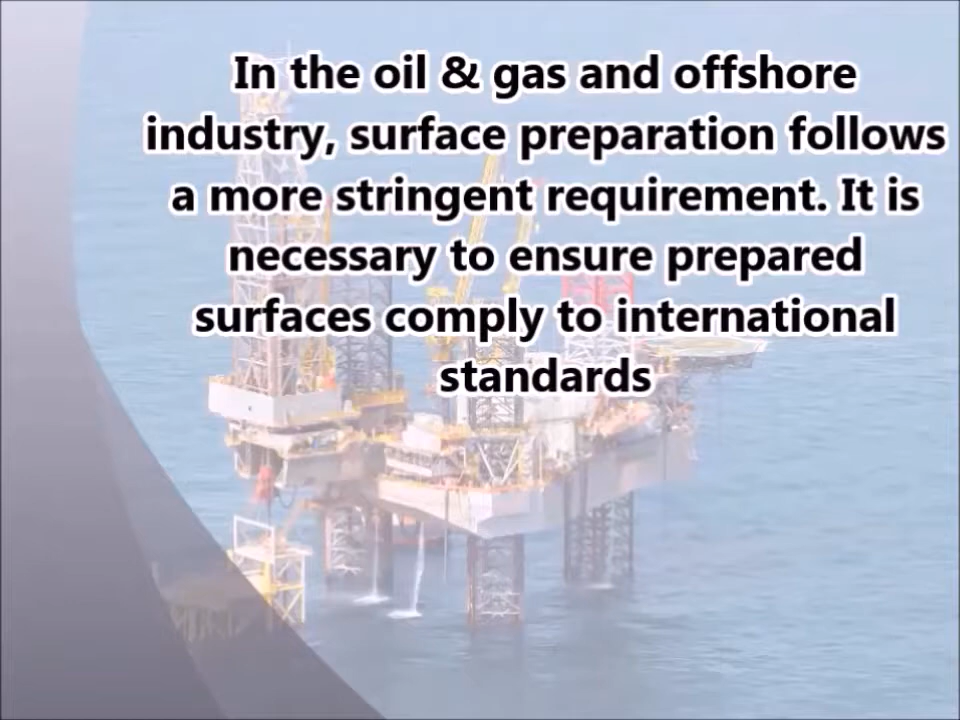 In the oil & gas and offshore
industry, surface preparation follows
a more stringent requirement. It is
necessary to ensure prepared
surfaces comply to international
standards